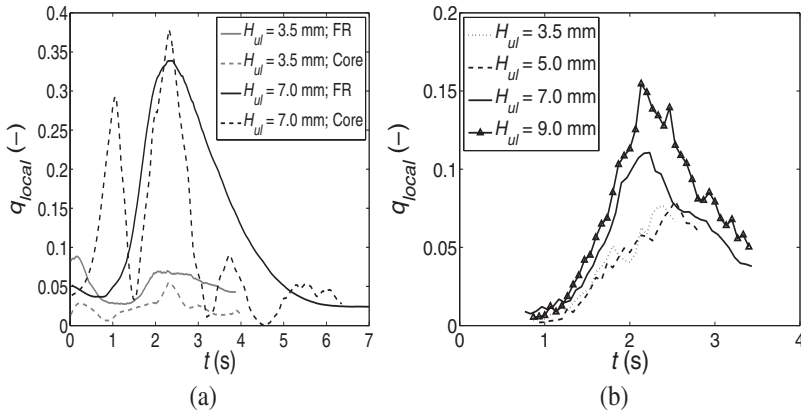 0.4
0.35
0.3
0.25
0.2
0.15
0.1
0.05
0
q_local (−)
H_ul = 3.5 mm; FR
H_ul = 3.5 mm; Core
H_ul = 7.0 mm; FR
H_ul = 7.0 mm; Core
0 1 2 3 4 5 6 7
t (s)
(a)
0.2
0.15
0.1
0.05
0
q_local (−)
H_ul = 3.5 mm
H_ul = 5.0 mm
H_ul = 7.0 mm
H_ul = 9.0 mm
0 1 2 3 4
t (s)
(b)